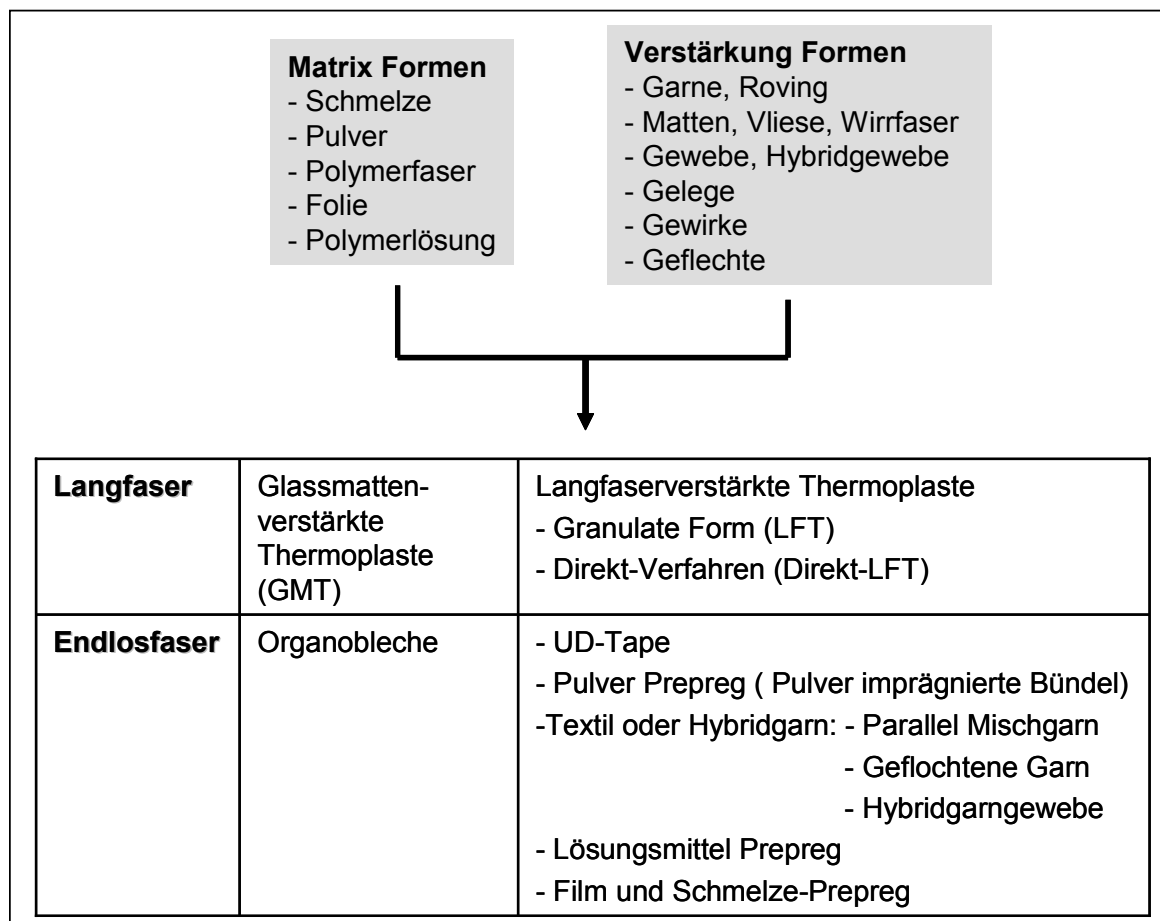 Matrix Formen
- Schmelze
- Pulver
- Polymerfaser
- Folie
- Polymerlösung
Verstärkung Formen
- Garne, Roving
- Matten, Vliese, Wirrfaser
- Gewebe, Hybridgewebe
- Gelege
- Gewirke
- Geflechte
Langfaser
Glassmatten-
verstärkte
Thermoplaste
(GMT)
Langfaserverstärkte Thermoplaste
- Granulate Form (LFT)
- Direkt-Verfahren (Direkt-LFT)
Endlosfaser
Organobleche
- UD-Tape
- Pulver Prepreg ( Pulver imprägnierte Bündel)
-Textil oder Hybridgarn: - Parallel Mischgarn
- Geflochtene Garn
- Hybridgarngewebe
- Lösungsmittel Prepreg
- Film und Schmelze-Prepreg